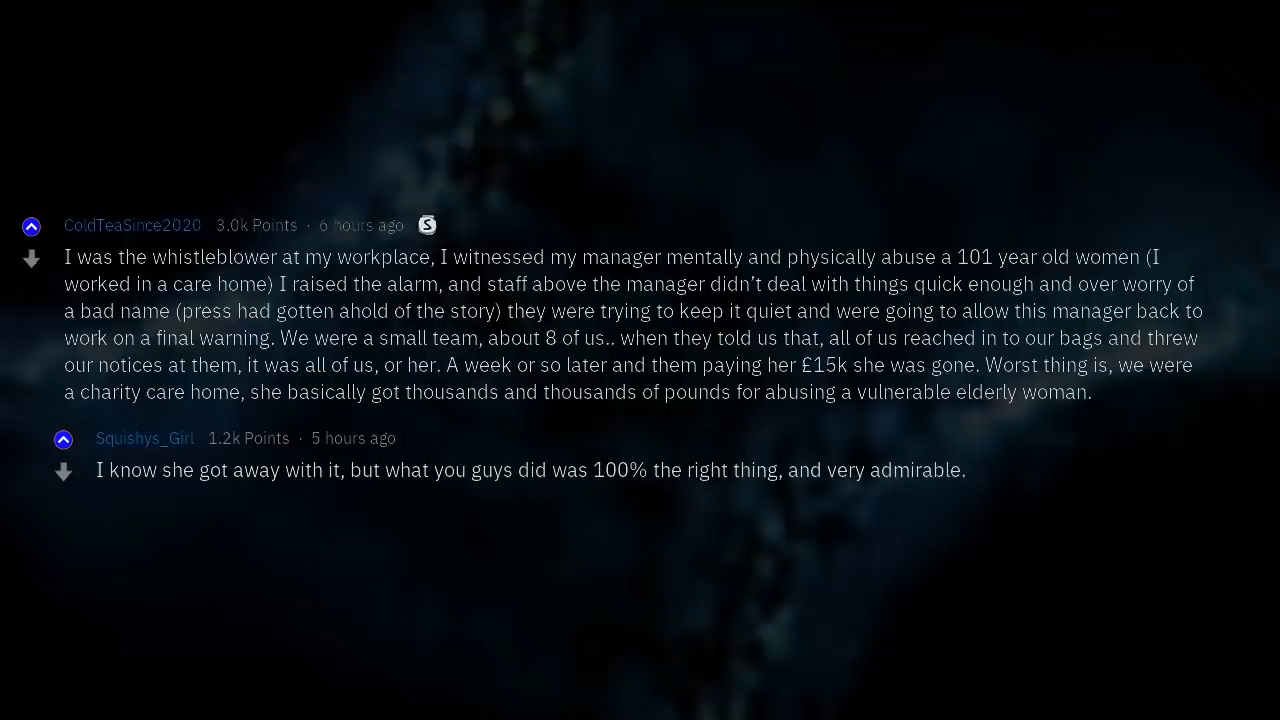 ColdTeaSince2020 3.0k Points · 6 hours ago S
I was the whistleblower at my workplace, I witnessed my manager mentally and physically abuse a 101 year old women (I
worked in a care home) I raised the alarm, and staff above the manager didn’t deal with things quick enough and over worry of
a bad name (press had gotten ahold of the story) they were trying to keep it quiet and were going to allow this manager back to
work on a final warning. We were a small team, about 8 of us.. when they told us that, all of us reached in to our bags and threw
our notices at them, it was all of us, or her. A week or so later and them paying her £15k she was gone. Worst thing is, we were
a charity care home, she basically got thousands and thousands of pounds for abusing a vulnerable elderly woman.
Squishys_Girl 1.2k Points · 5 hours ago
I know she got away with it, but what you guys did was 100% the right thing, and very admirable.